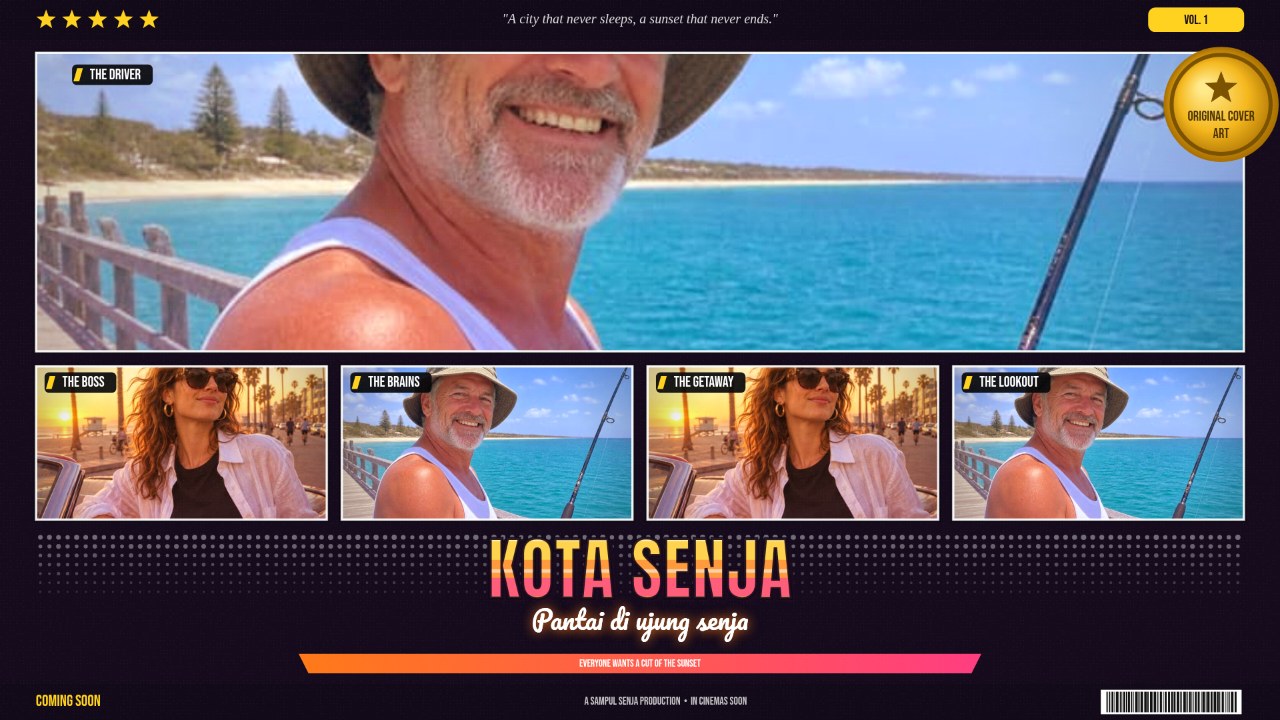 "A city that never sleeps, a sunset that never ends."
VOL. 1
THE DRIVER
ORIGINAL COVER
ART
THE BOSS
THE BRAINS
THE GETAWAY
THE LOOKOUT
KOTA SENJA
Pantai di ujung senja
EVERYONE WANTS A CUT OF THE SUNSET
COMING SOON
A SAMPUL SENJA PRODUCTION • IN CINEMAS SOON